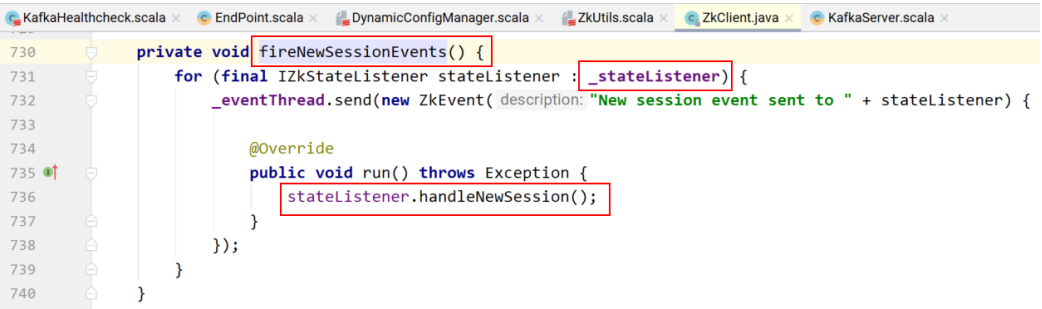 KafkaHealthcheck.scala × EndPoint.scala × DynamicConfigManager.scala × ZkUtils.scala × ZkClient.java × KafkaServer.scala ×
730 private void fireNewSessionEvents() {
731 for (final IZkStateListener stateListener : _stateListener) {
732 _eventThread.send(new ZkEvent( description: "New session event sent to " + stateListener) {
733
734 @Override
735 public void run() throws Exception {
736 stateListener.handleNewSession();
737 }
738 });
739 }
740 }